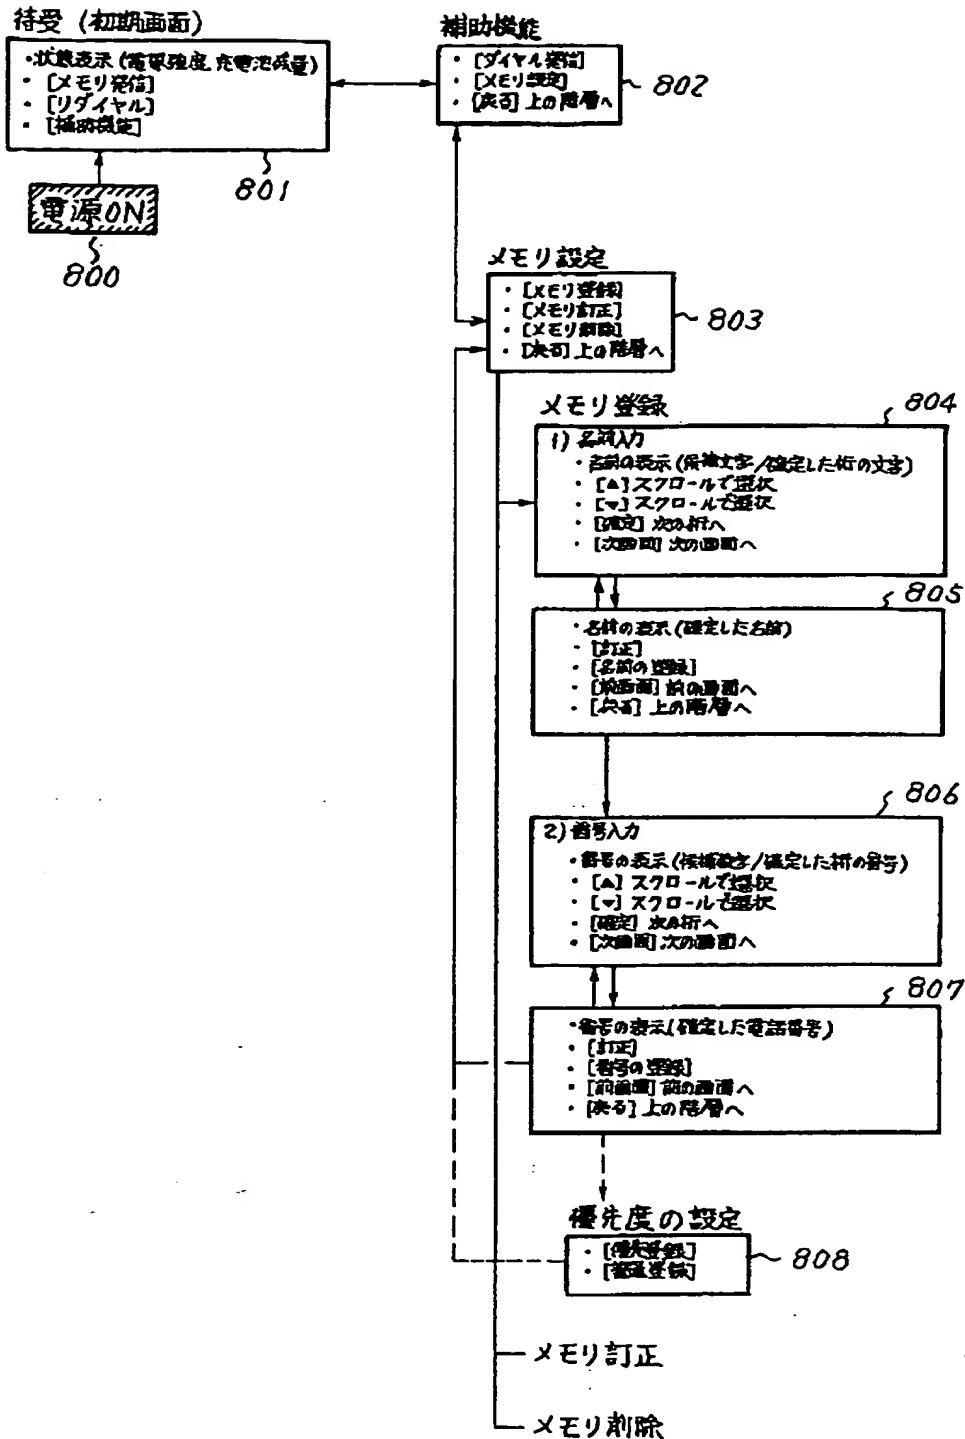 待受 (初期画面)
・状態表示 (電界強度, 充電池残量)
・[メモリ発信]
・[リダイヤル]
・[補助機能]
801
電源ON
800
補助機能
・[ダイヤル発信]
・[メモリ設定]
・[戻る] 上の階層へ
802
メモリ設定
・[メモリ登録]
・[メモリ訂正]
・[メモリ削除]
・[戻る] 上の階層へ
803
メモリ登録
804
1) 名前入力
・名前の表示 (候補文字/確定した桁の文字)
・[▲] スクロールで選択
・[▼] スクロールで選択
・[確定] 次の桁へ
・[次画面] 次の画面へ
805
・名前の表示 (確定した名前)
・[訂正]
・[名前の登録]
・[前画面] 前の画面へ
・[戻る] 上の階層へ
806
2) 番号入力
・番号の表示 (候補数字/確定した桁の番号)
・[▲] スクロールで選択
・[▼] スクロールで選択
・[確定] 次の桁へ
・[次画面] 次の画面へ
807
・番号の表示 (確定した電話番号)
・[訂正]
・[番号の登録]
・[前画面] 前の画面へ
・[戻る] 上の階層へ
優先度の設定
・[優先登録]
・[普通登録]
808
メモリ訂正
メモリ削除